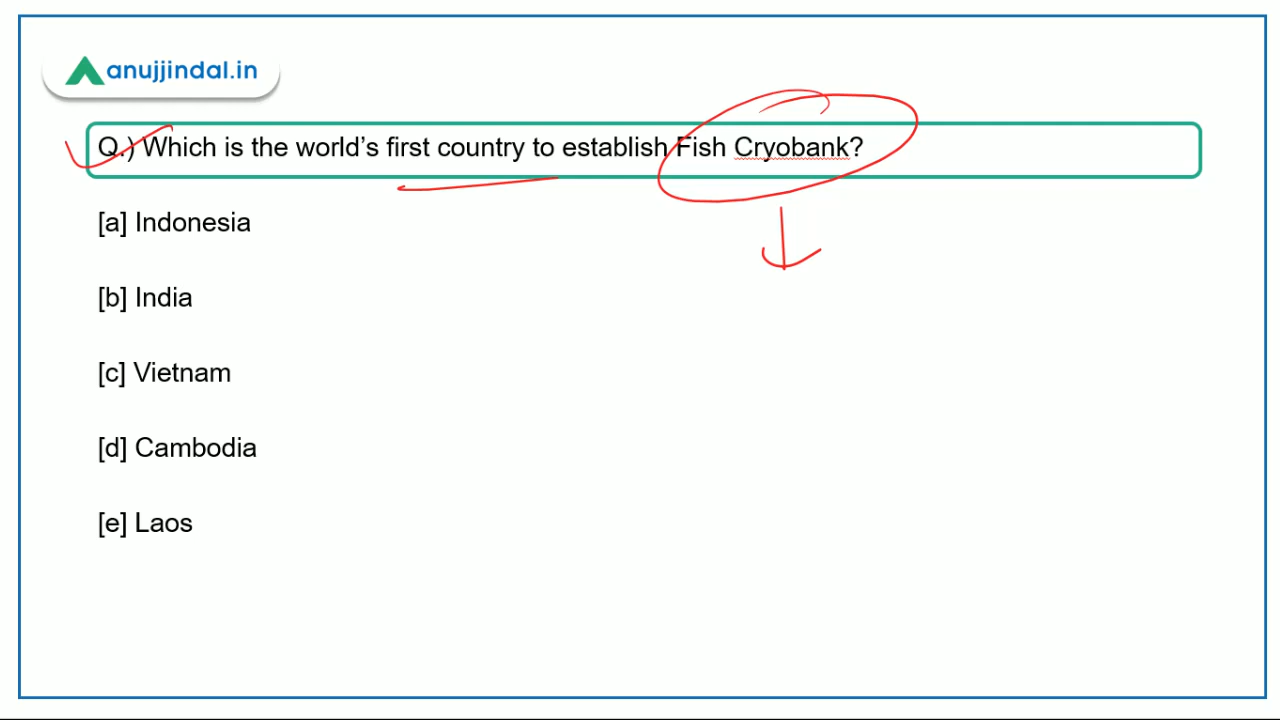 anujjindal.in
Q.) Which is the world’s first country to establish Fish Cryobank?
[a] Indonesia
[b] India
[c] Vietnam
[d] Cambodia
[e] Laos